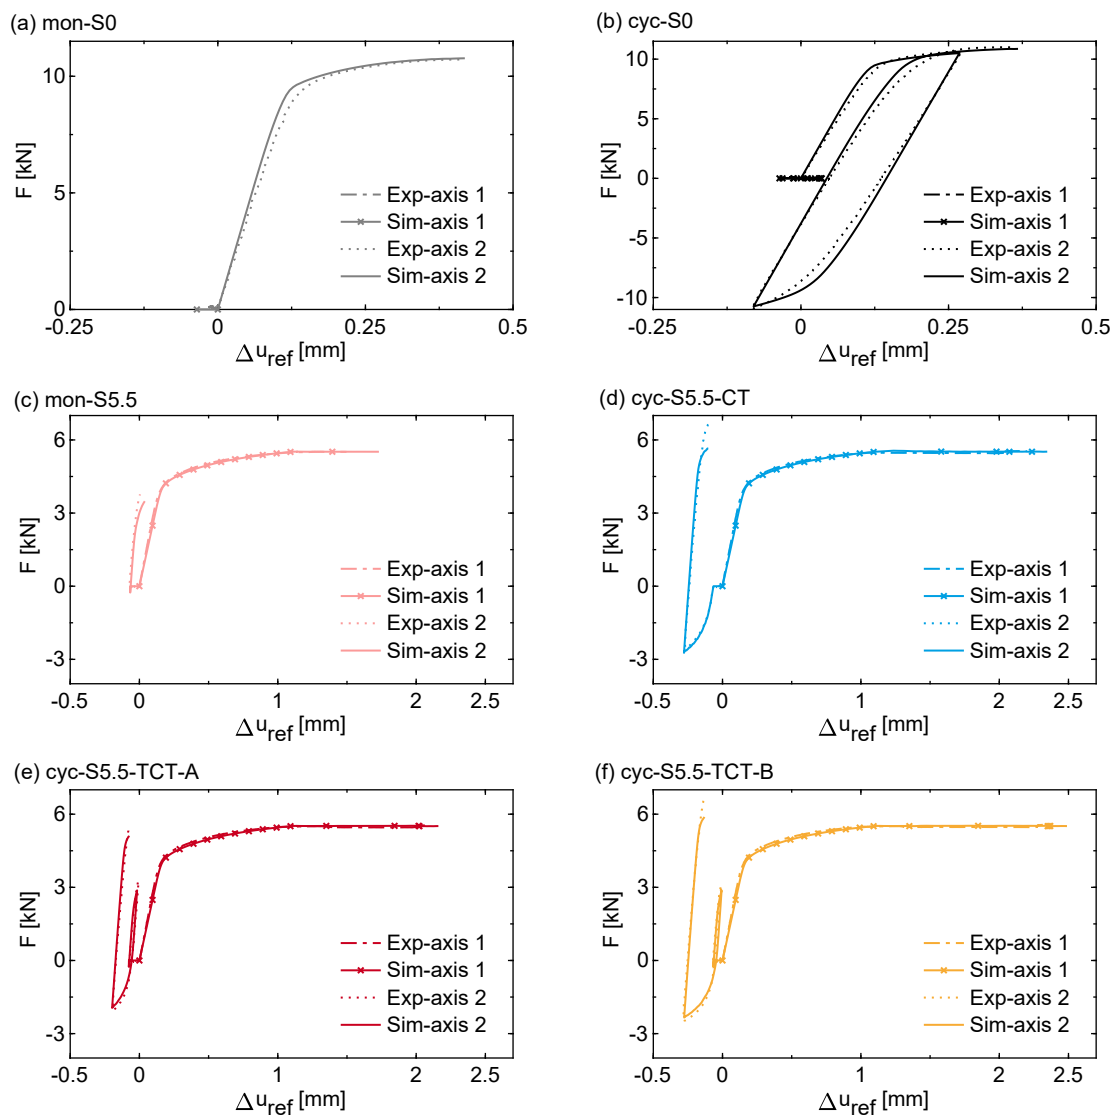 (a) mon-S0
10
5
0
F [kN]
-0.25
0
0.25
0.5
Δu_ref [mm]
Exp-axis 1
Sim-axis 1
Exp-axis 2
Sim-axis 2
(b) cyc-S0
10
5
0
-5
-10
F [kN]
-0.25
0
0.25
0.5
Δu_ref [mm]
Exp-axis 1
Sim-axis 1
Exp-axis 2
Sim-axis 2
(c) mon-S5.5
6
3
0
-3
F [kN]
-0.5
0
1
2
2.5
Δu_ref [mm]
Exp-axis 1
Sim-axis 1
Exp-axis 2
Sim-axis 2
(d) cyc-S5.5-CT
6
3
0
-3
F [kN]
-0.5
0
1
2
2.5
Δu_ref [mm]
Exp-axis 1
Sim-axis 1
Exp-axis 2
Sim-axis 2
(e) cyc-S5.5-TCT-A
6
3
0
-3
F [kN]
-0.5
0
1
2
2.5
Δu_ref [mm]
Exp-axis 1
Sim-axis 1
Exp-axis 2
Sim-axis 2
(f) cyc-S5.5-TCT-B
6
3
0
-3
F [kN]
-0.5
0
1
2
2.5
Δu_ref [mm]
Exp-axis 1
Sim-axis 1
Exp-axis 2
Sim-axis 2